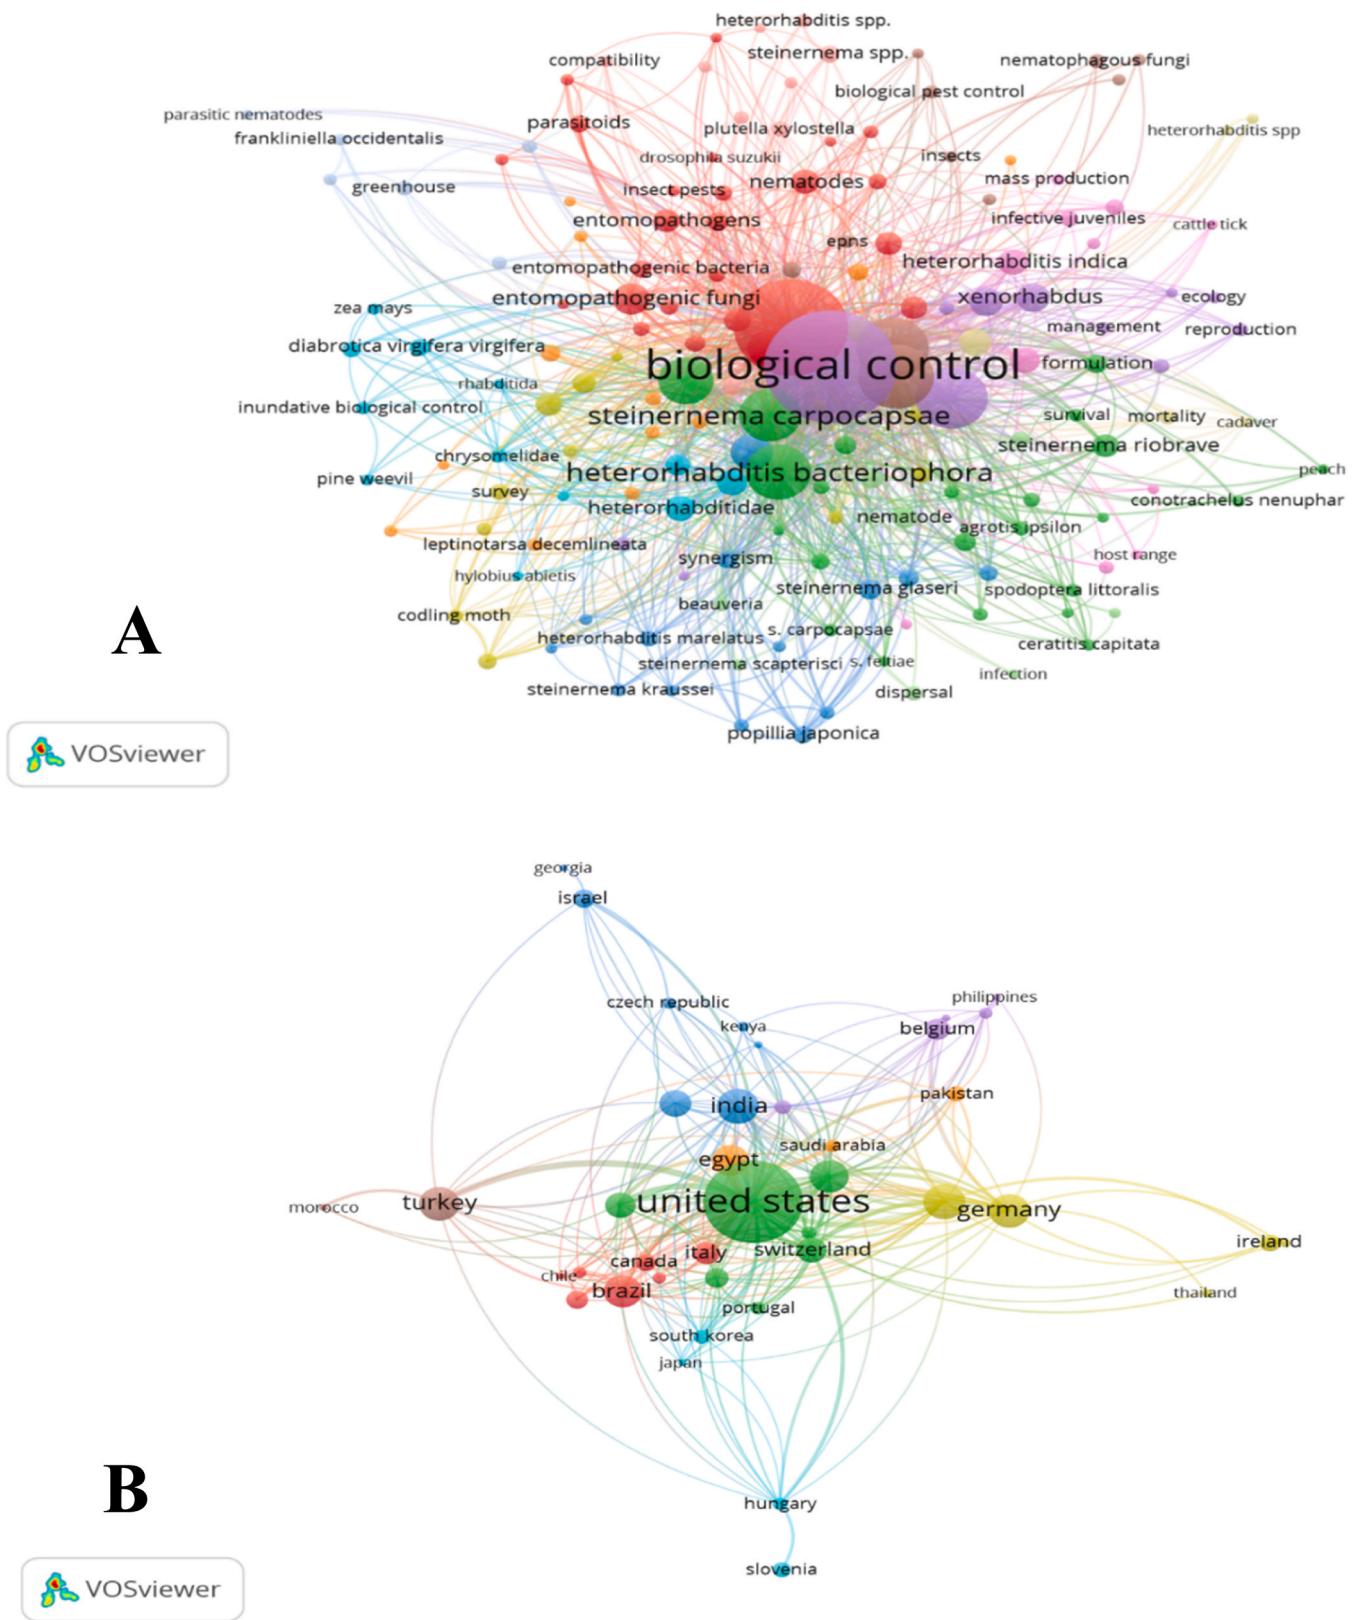 heterorhabditis spp.
steinernema spp.
compatibility
nematophagous fungi
biological pest control
parasitic nematodes
parasitoids
plutella xylostella
heterorhabditis spp
frankliniella occidentalis
drosophila suzukii
insects
greenhouse
insect pests
nematodes
mass production
entomopathogens
infective juveniles
cattle tick
epns
entomopathogenic bacteria
heterorhabditis indica
entomopathogenic fungi
xenorhabdus
ecology
zea mays
management
reproduction
diabrotica virgifera virgifera
biological control
formulation
rhabditida
inundative biological control
steinernema carpocapsae
survival
mortality
cadaver
chrysomelidae
steinernema riobrave
pine weevil
heterorhabditis bacteriophora
peach
survey
conotrachelus nenuphar
heterorhabditidae
nematode
agrotis ipsilon
leptinotarsa decemlineata
synergism
host range
hylobius abietis
steinernema glaseri
spodoptera littoralis
codling moth
beauveria
heterorhabditis marelatus
s. carpocapsae
ceratitis capitata
steinernema scapterisci
s. feltiae
infection
steinernema kraussei
dispersal
popillia japonica
A
VOSviewer
georgia
israel
czech republic
philippines
kenya
belgium
pakistan
india
saudi arabia
egypt
turkey
united states
morocco
germany
ireland
canada
italy
switzerland
chile
brazil
thailand
portugal
south korea
japan
B
hungary
slovenia
VOSviewer